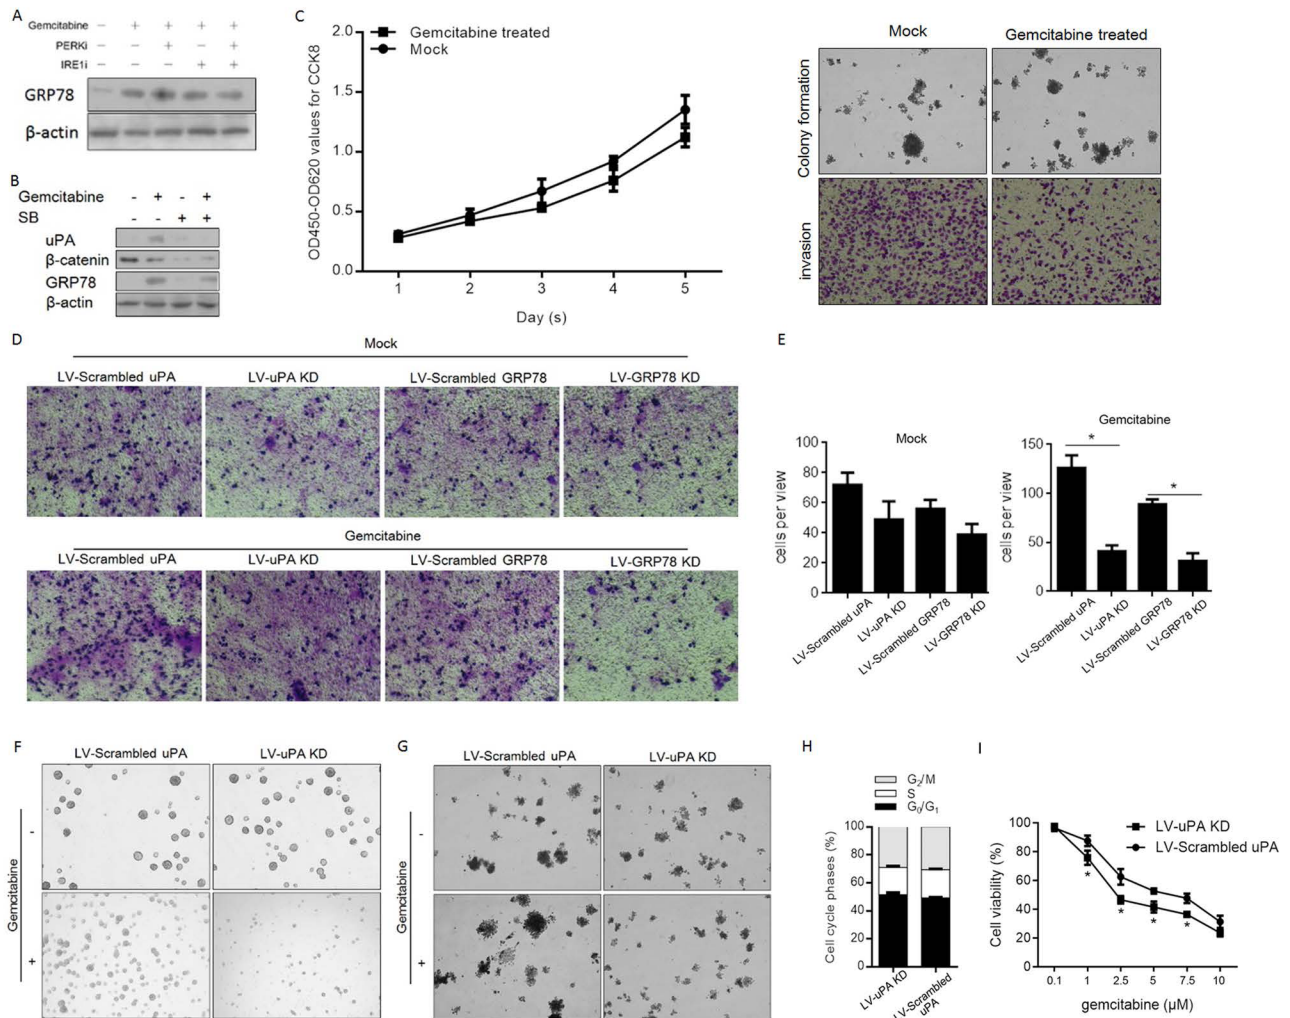 A
Gemcitabine - + + + +
PERKi - - + - +
IRE1i - - - + +
GRP78
β-actin
B
Gemcitabine - + - +
SB - - + +
uPA
β-catenin
GRP78
β-actin
C
OD450-OD620 values for CCK8
2.0
1.5
1.0
0.5
0.0
Gemcitabine treated
Mock
1 2 3 4 5
Day (s)
Mock Gemcitabine treated
Colony formation
invasion
D
Mock
LV-Scrambled uPA LV-uPA KD LV-Scrambled GRP78 LV-GRP78 KD
Gemcitabine
LV-Scrambled uPA LV-uPA KD LV-Scrambled GRP78 LV-GRP78 KD
E
Mock
cells per view
100
80
60
40
20
0
LV-Scrambled uPA LV-uPA KD LV-Scrambled GRP78 LV-GRP78 KD
Gemcitabine
cells per view
150
100
50
0
* *
LV-Scrambled uPA LV-uPA KD LV-Scrambled GRP78 LV-GRP78 KD
F
LV-Scrambled uPA LV-uPA KD
Gemcitabine
-
+
G
LV-Scrambled uPA LV-uPA KD
Gemcitabine
-
+
H
G₂/M
S
G₀/G₁
Cell cycle phases (%)
100
80
60
40
20
0
LV-uPA KD
LV-Scrambled
uPA
I
Cell viability (%)
100
80
60
40
20
0
LV-uPA KD
LV-Scrambled uPA
* * * *
0.1 1 2.5 5 7.5 10
gemcitabine (µM)